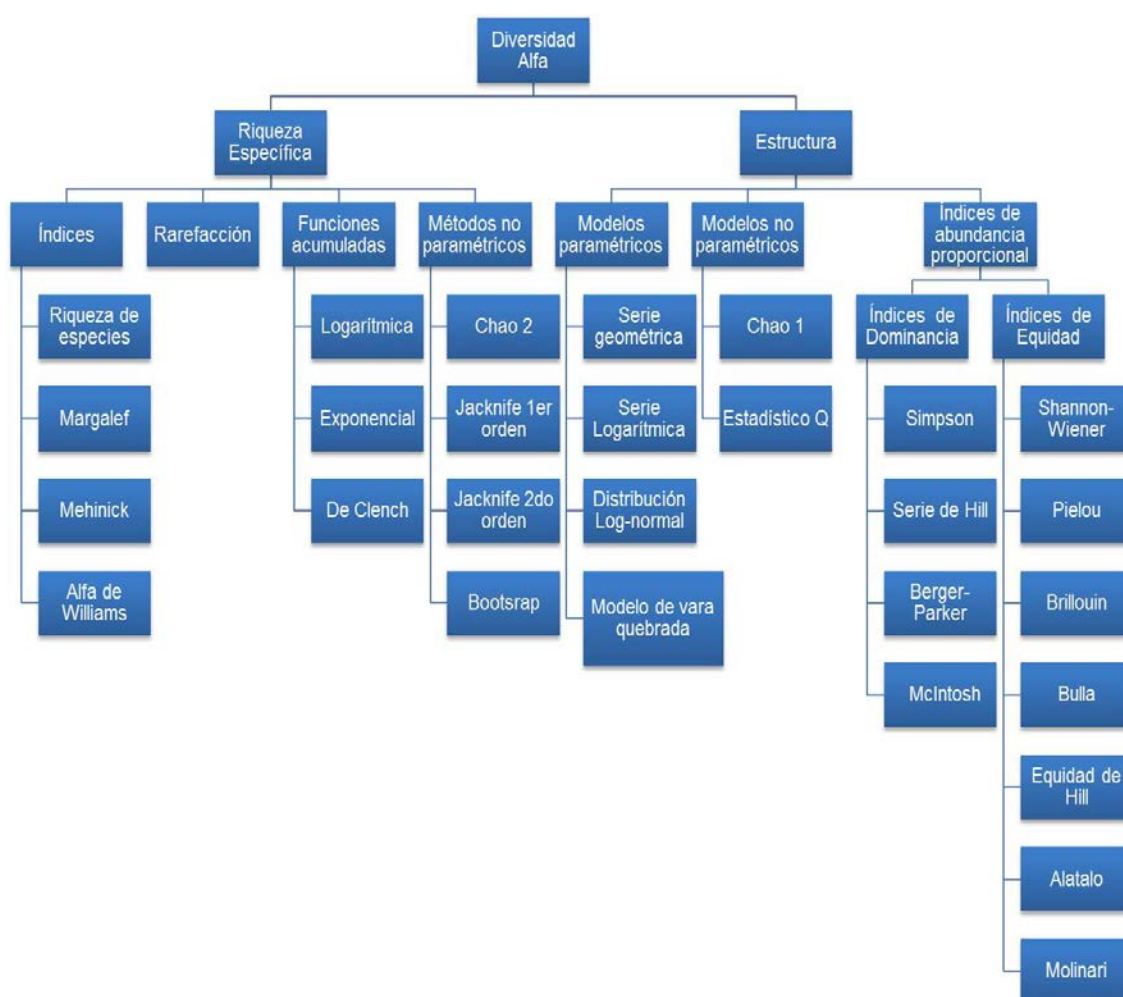 Diversidad
Alfa
Riqueza
Específica
Estructura
Índices
Rarefacción
Funciones
acumuladas
Métodos no
paramétricos
Modelos
paramétricos
Modelos no
paramétricos
Índices de
abundancia
proporcional
Riqueza de
especies
Margalef
Mehinick
Alfa de
Williams
Logarítmica
Exponencial
De Clench
Chao 2
Jacknife 1er
orden
Jacknife 2do
orden
Bootsrap
Serie
geométrica
Serie
Logarítmica
Distribución
Log-normal
Modelo de vara
quebrada
Chao 1
Estadístico Q
Índices de
Dominancia
Simpson
Serie de Hill
Berger-
Parker
McIntosh
Índices de
Equidad
Shannon-
Wiener
Pielou
Brillouin
Bulla
Equidad de
Hill
Alatalo
Molinari